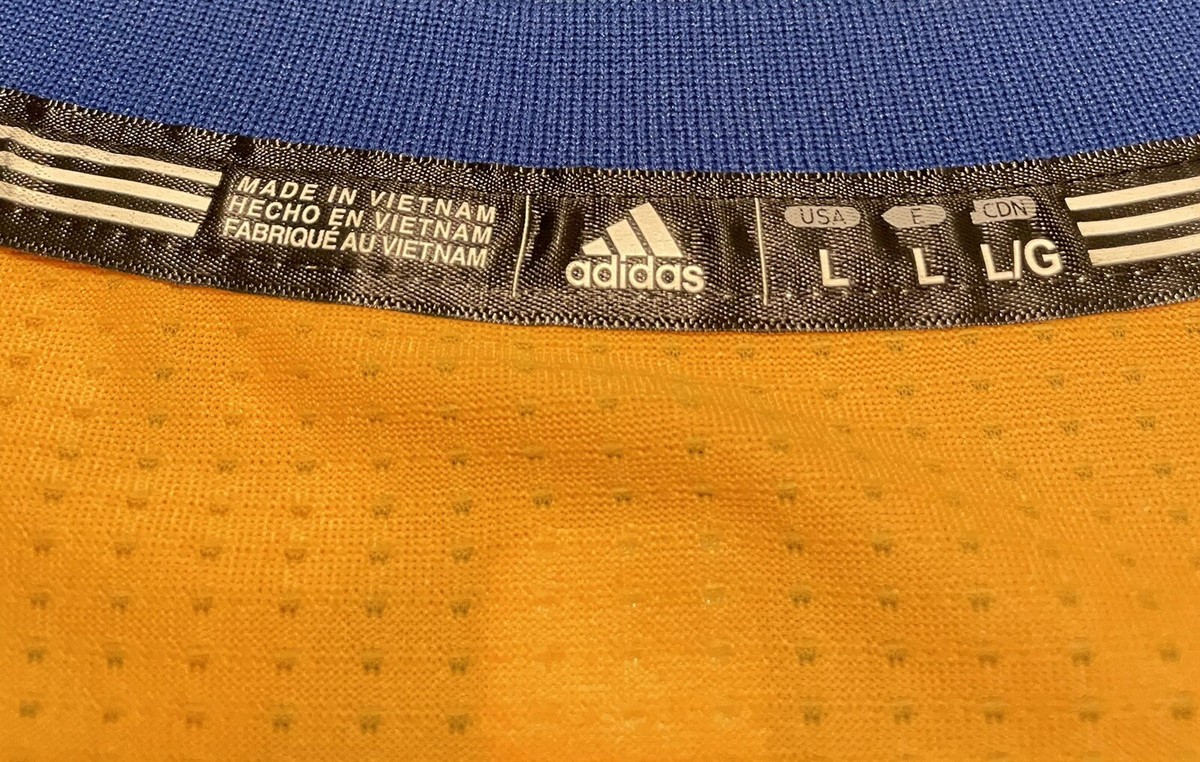 MADE IN VIETNAM
HECHO EN VIETNAM
FABRIQUÉ AU VIETNAM
adidas
USA E CDN
L L L/G